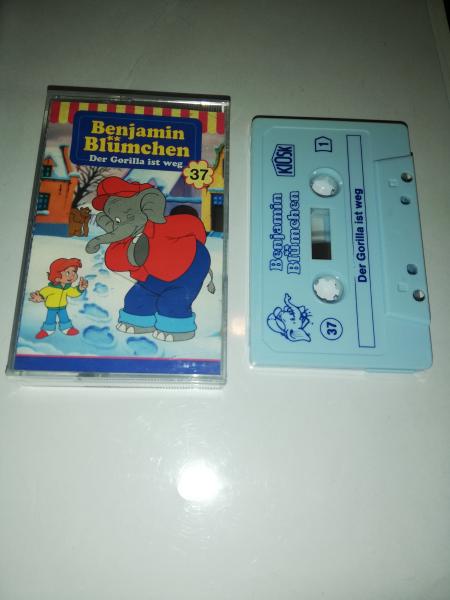 Benjamin
Blümchen
Der Gorilla ist weg
37
KIOSK
1
Benjamin
Blümchen
37
Der Gorilla ist weg